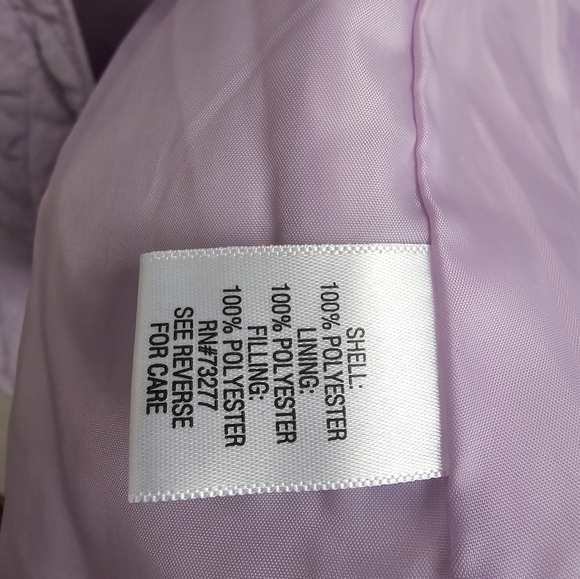 SHELL:
100% POLYESTER
LINING:
100% POLYESTER
FILLING:
100% POLYESTER
RN#73277
SEE REVERSE
FOR CARE